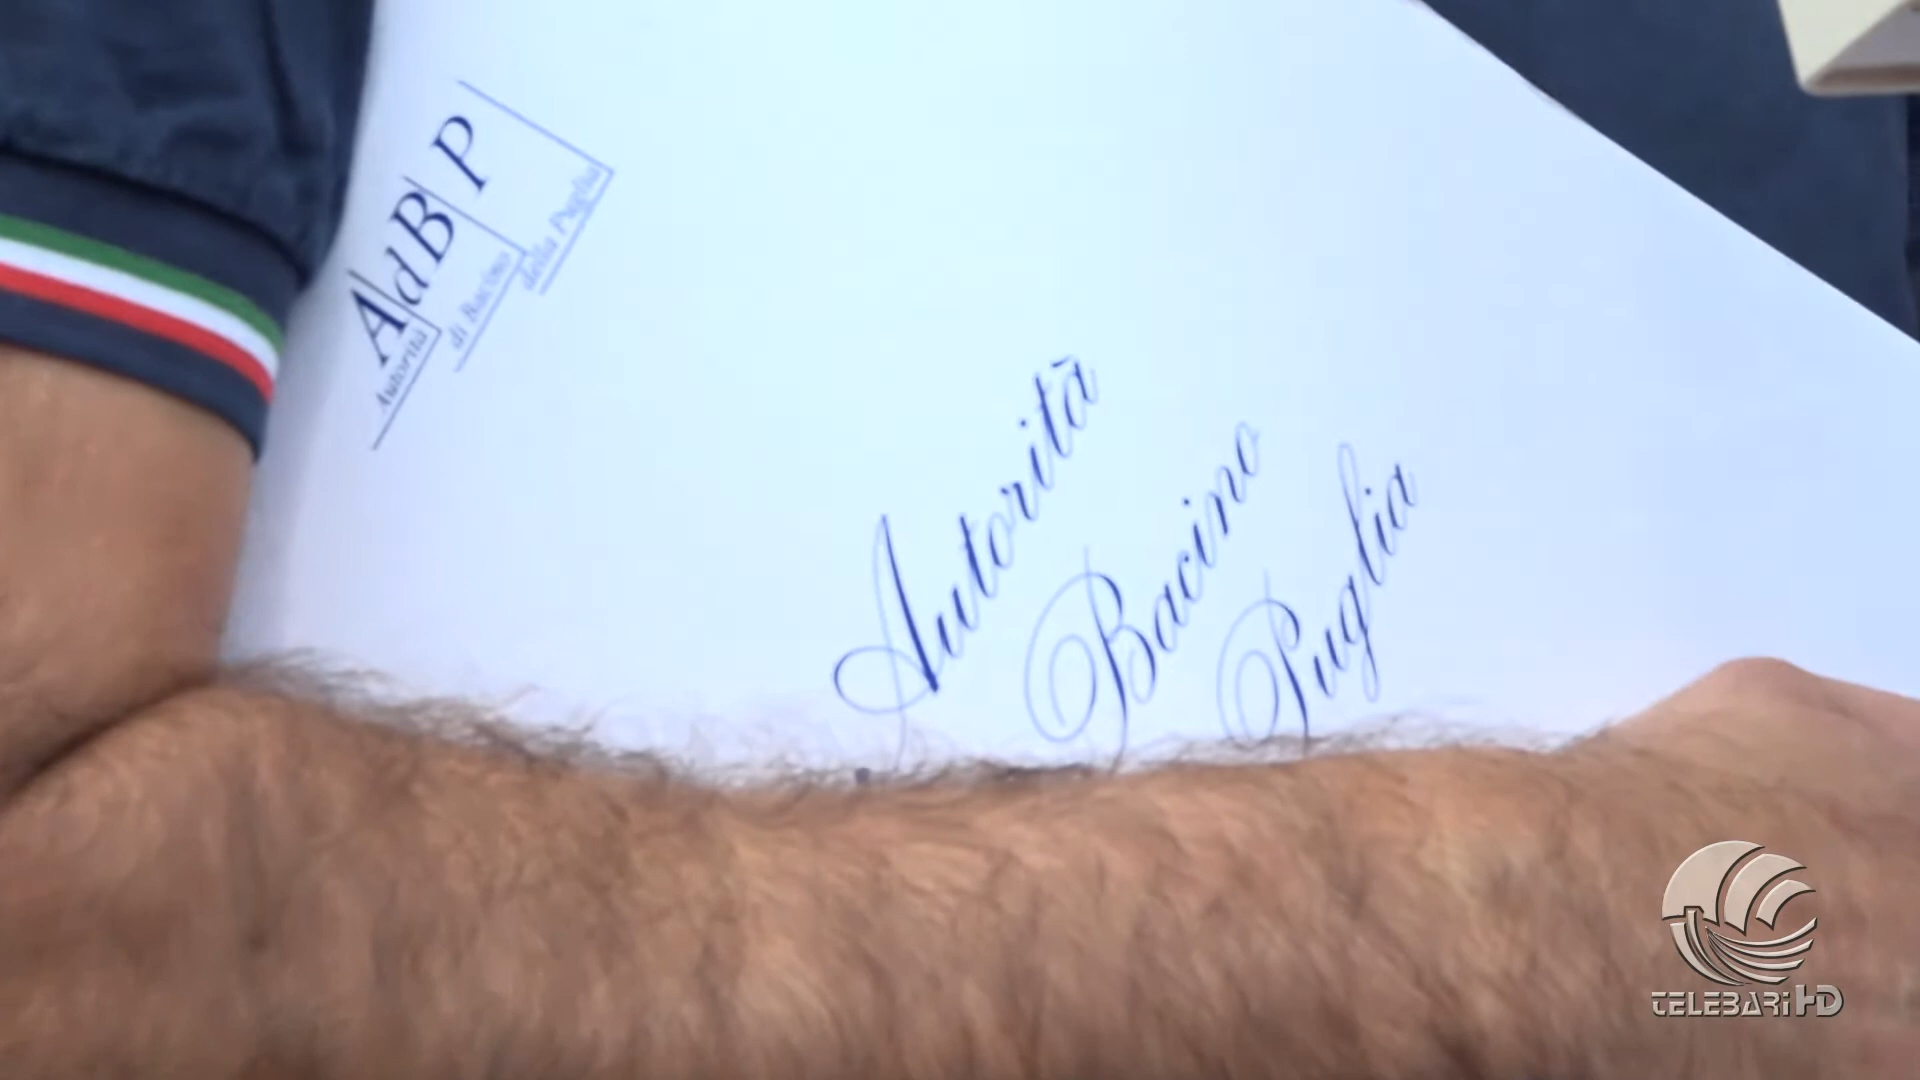 AdBP
Autorità
di Bacino
della Puglia
Autorità
Bacino
Puglia
TELEBARI HD